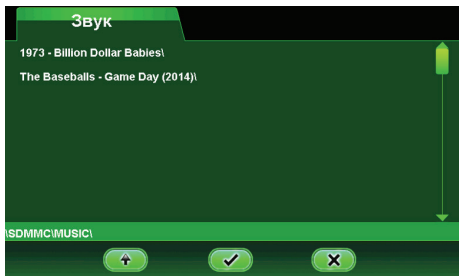 Звук
1973 - Billion Dollar Babies\
The Baseballs - Game Day (2014)\
\SDMMC\MUSIC\